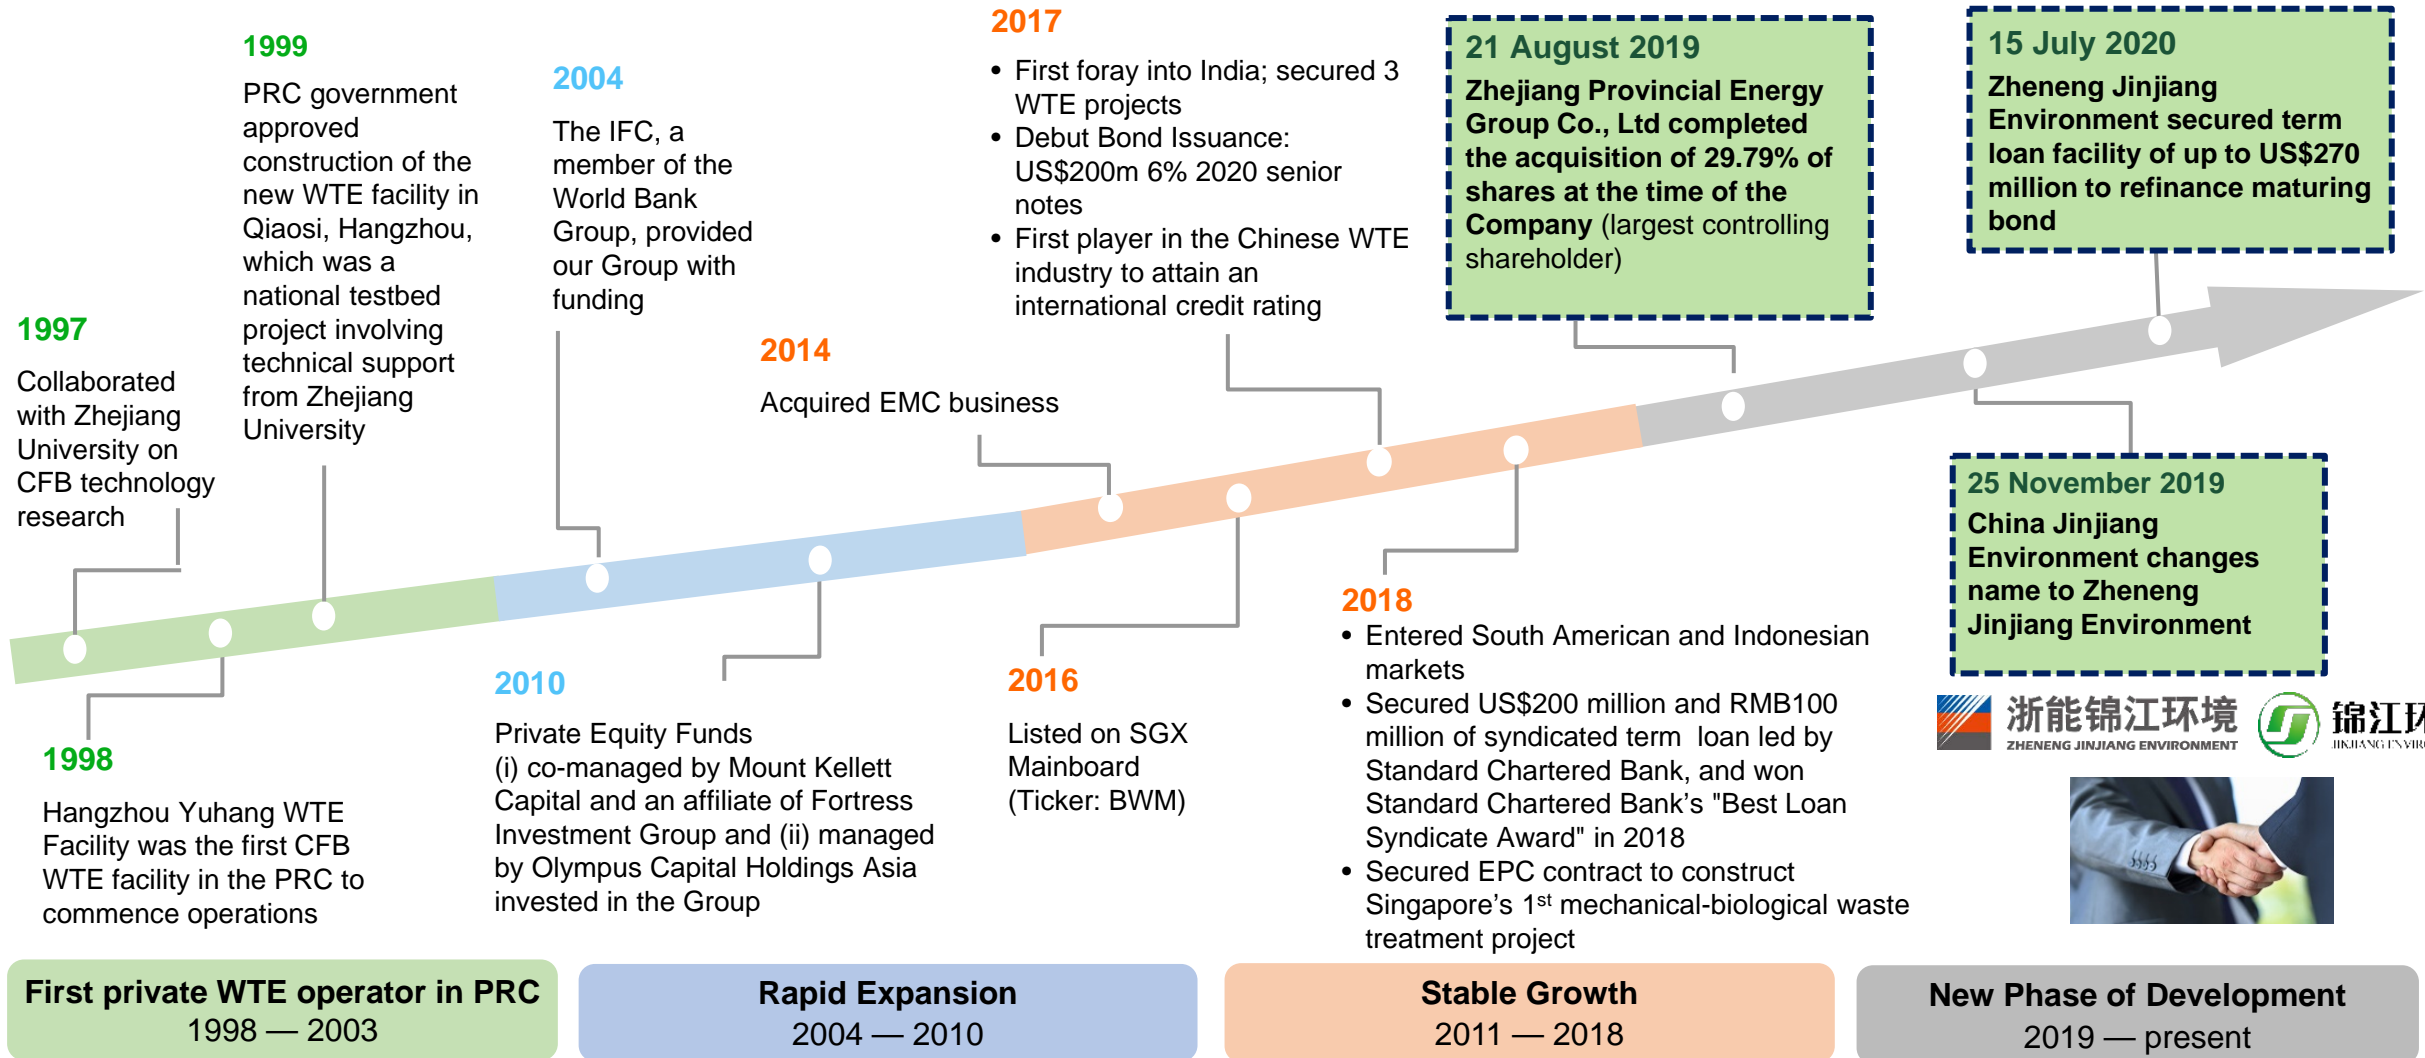 1997
Collaborated
with Zhejiang
University on
CFB technology
research
1998
Hangzhou Yuhang WTE
Facility was the first CFB
WTE facility in the PRC to
commence operations
1999
PRC government
approved
construction of the
new WTE facility in
Qiaosi, Hangzhou,
which was a
national testbed
project involving
technical support
from Zhejiang
University
2004
The IFC, a
member of the
World Bank
Group, provided
our Group with
funding
2010
Private Equity Funds
(i) co-managed by Mount Kellett
Capital and an affiliate of Fortress
Investment Group and (ii) managed
by Olympus Capital Holdings Asia
invested in the Group
2014
Acquired EMC business
2016
Listed on SGX
Mainboard
(Ticker: BWM)
2017
• First foray into India; secured 3
WTE projects
• Debut Bond Issuance:
US$200m 6% 2020 senior
notes
• First player in the Chinese WTE
industry to attain an
international credit rating
2018
• Entered South American and Indonesian
markets
• Secured US$200 million and RMB100
million of syndicated term loan led by
Standard Chartered Bank, and won
Standard Chartered Bank’s "Best Loan
Syndicate Award" in 2018
• Secured EPC contract to construct
Singapore’s 1st mechanical-biological waste
treatment project
21 August 2019
Zhejiang Provincial Energy
Group Co., Ltd completed
the acquisition of 29.79% of
shares at the time of the
Company (largest controlling
shareholder)
25 November 2019
China Jinjiang
Environment changes
name to Zheneng
Jinjiang Environment
15 July 2020
Zheneng Jinjiang
Environment secured term
loan facility of up to US$270
million to refinance maturing
bond
浙能锦江环境
ZHENENG JINJIANG ENVIRONMENT
锦江
JINJIANG
First private WTE operator in PRC
1998 — 2003
Rapid Expansion
2004 — 2010
Stable Growth
2011 — 2018
New Phase of Development
2019 — present